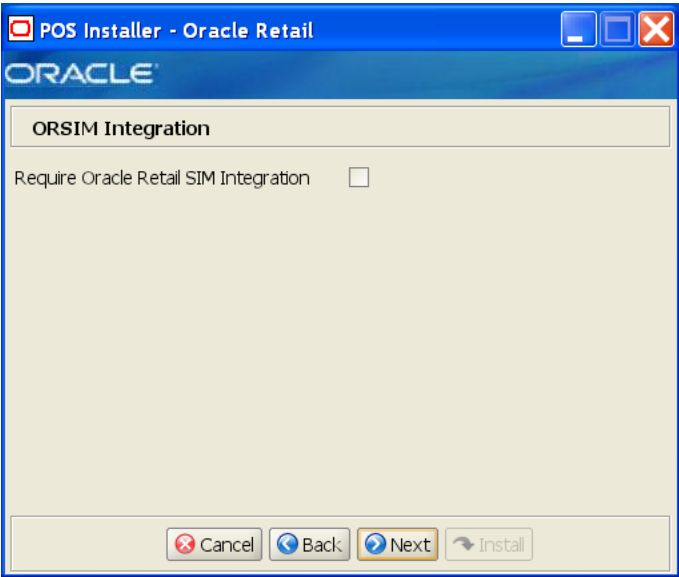 POS Installer - Oracle Retail
ORACLE
ORSIM Integration
Require Oracle Retail SIM Integration
Cancel Back Next Install